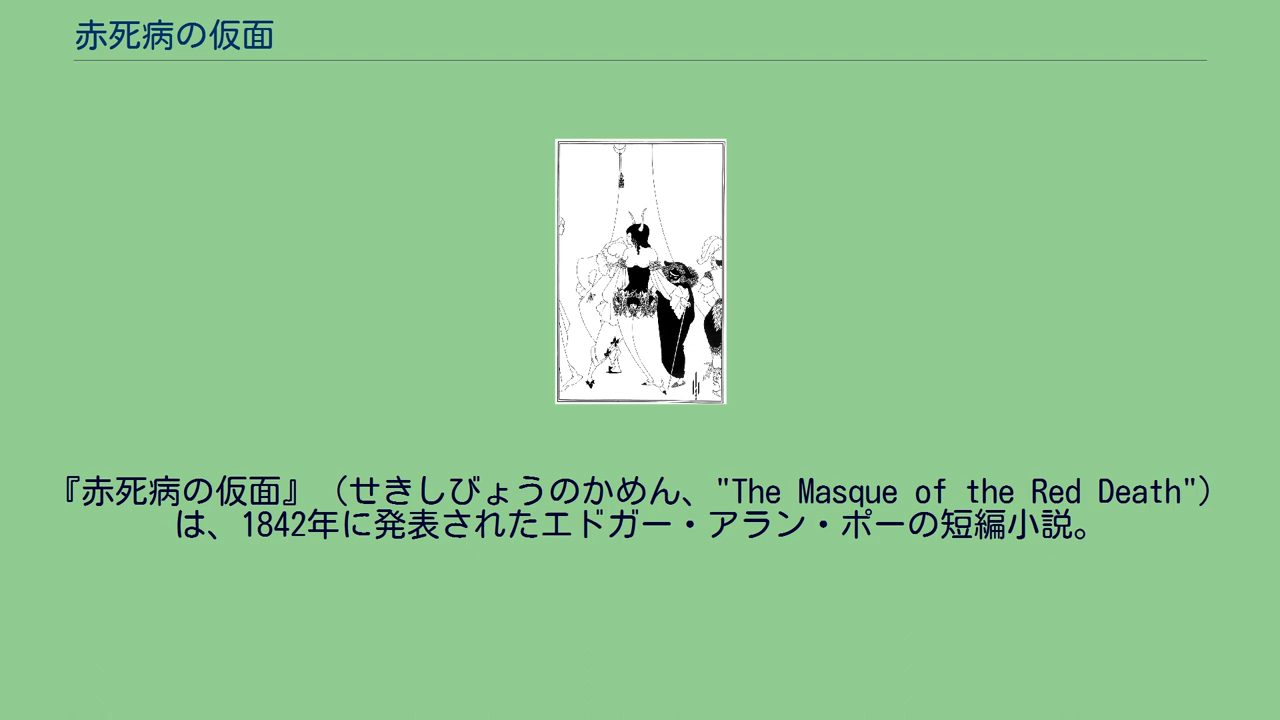 赤死病の仮面
『赤死病の仮面』（せきしびょうのかめん、"The Masque of the Red Death"）
は、1842年に発表されたエドガー・アラン・ポーの短編小説。